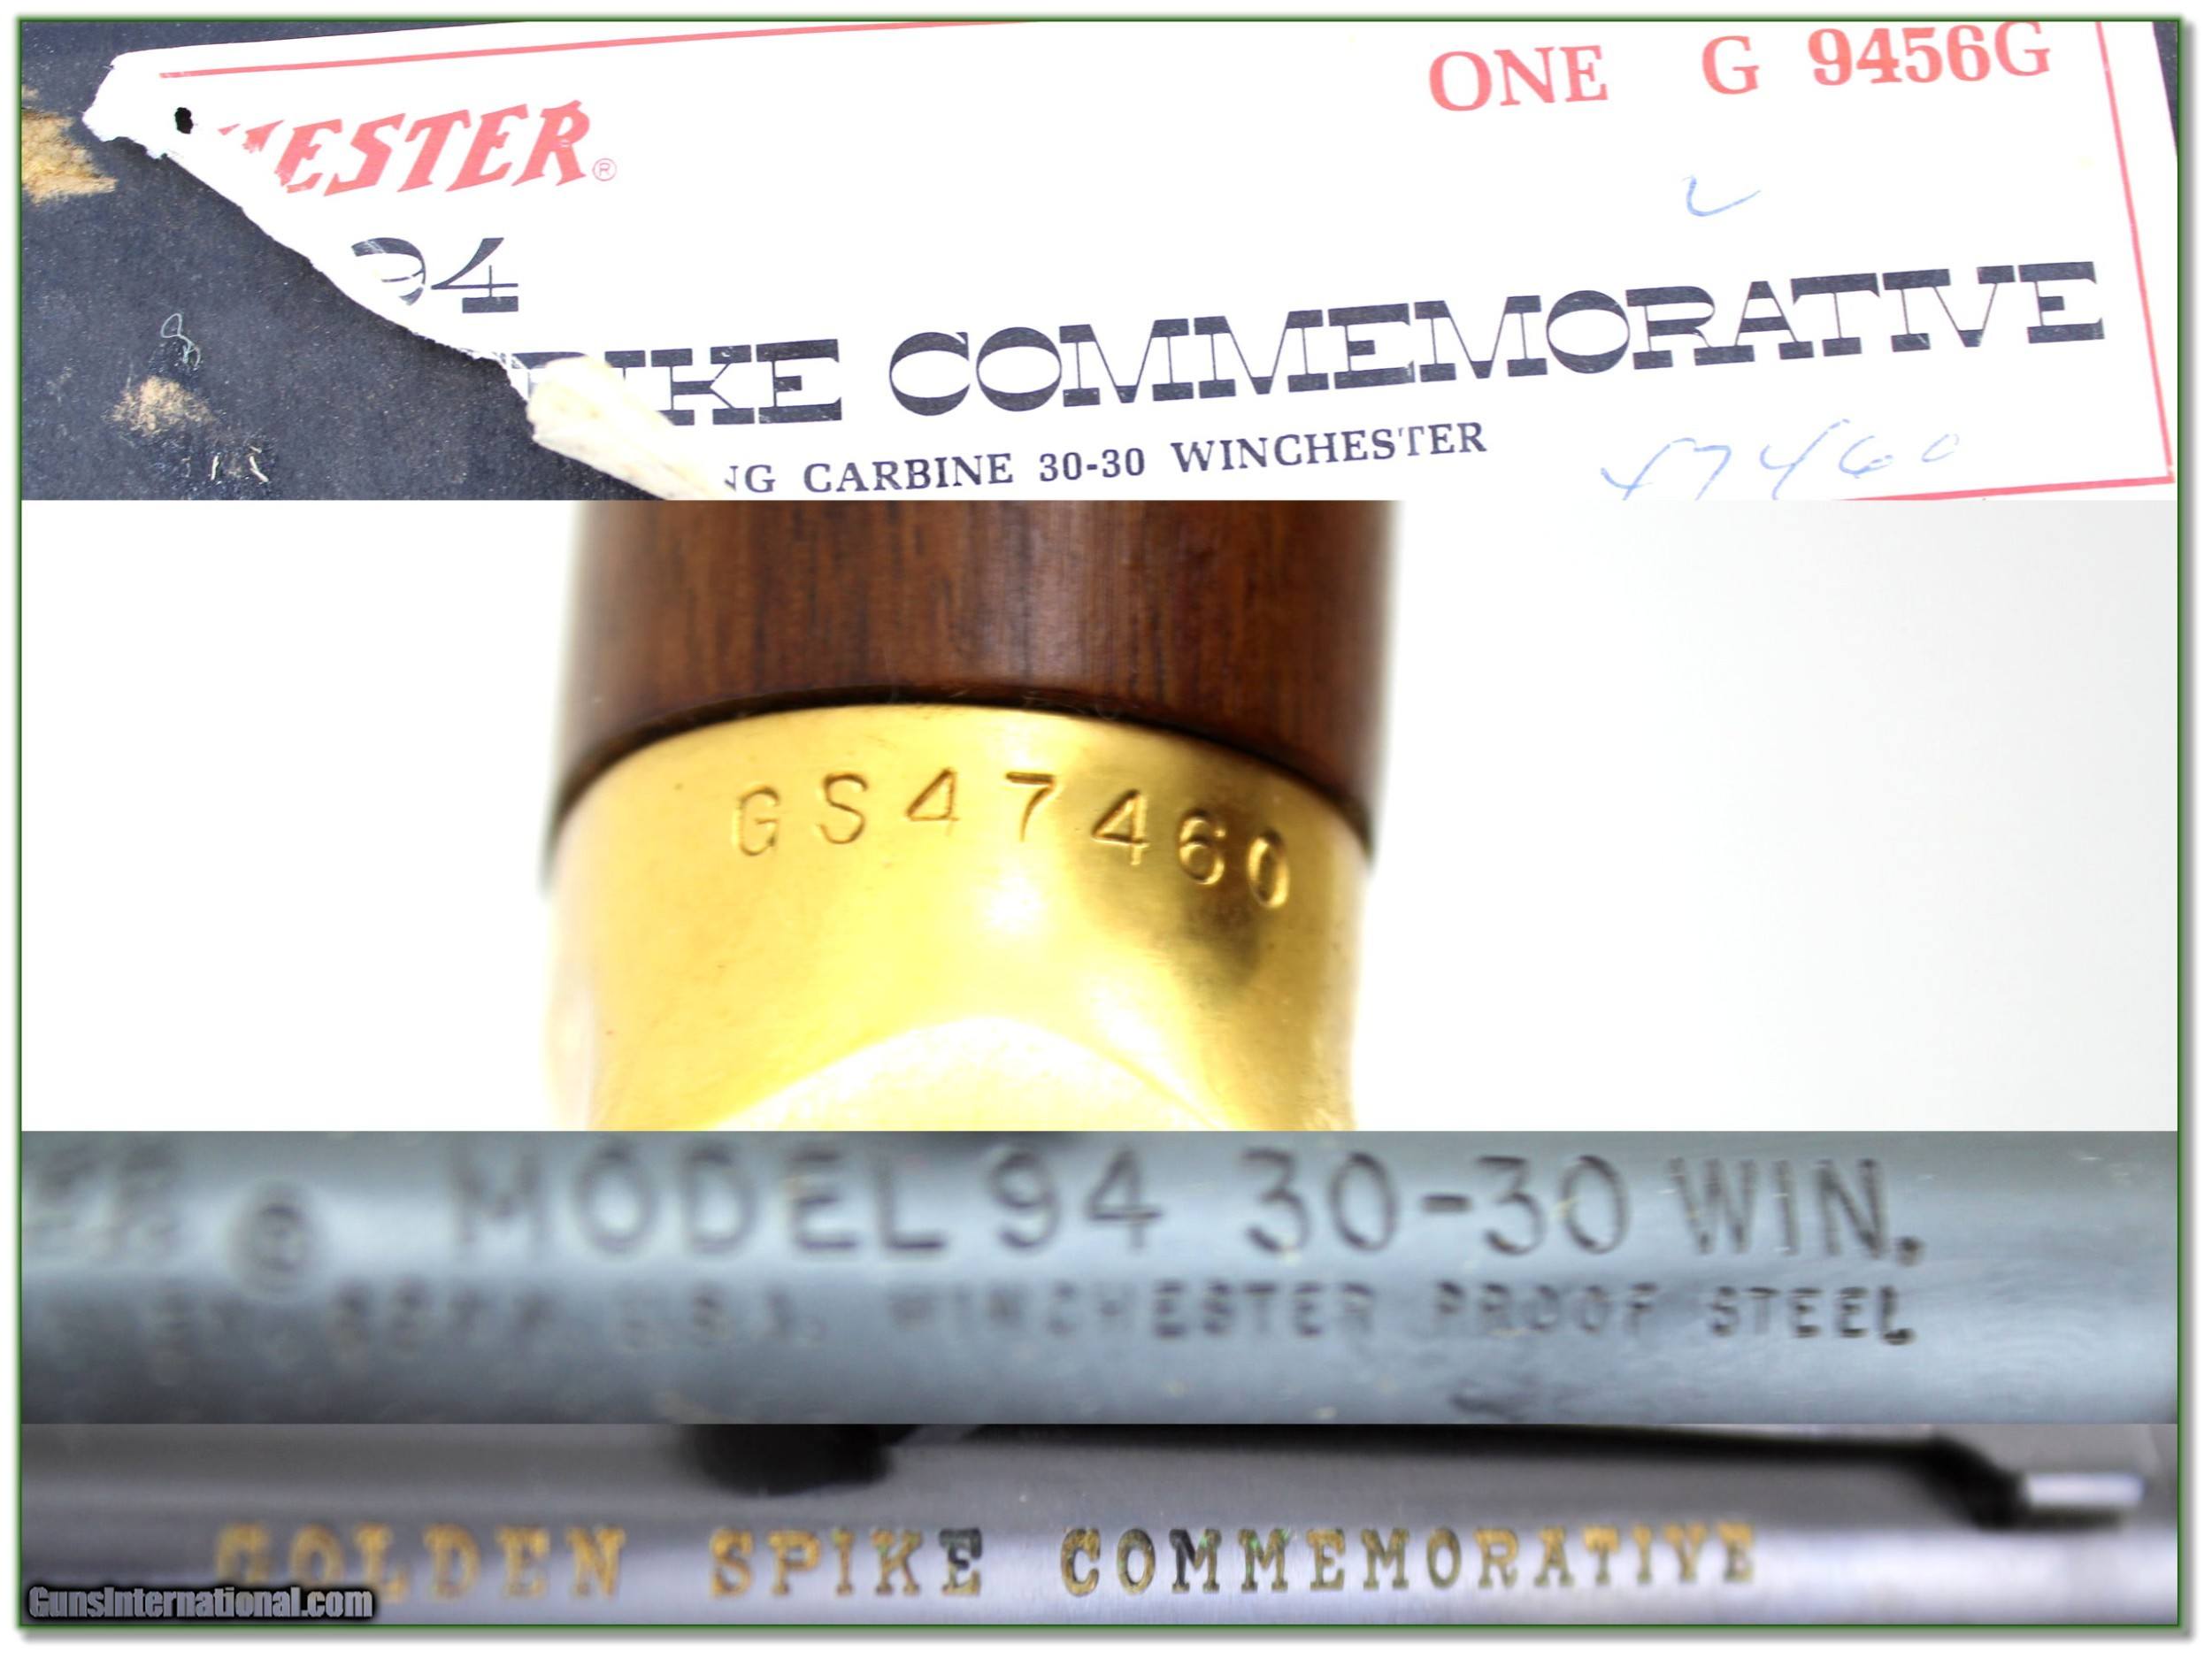 ONE G 9456G
ESTER®
94
IKE COMMEMORATIVE
NG CARBINE 30-30 WINCHESTER
47460
GS47460
® MODEL 94 30-30 WIN.
U.S.A. WINCHESTER PROOF STEEL
GOLDEN SPIKE COMMEMORATIVE
GunsInternational.com